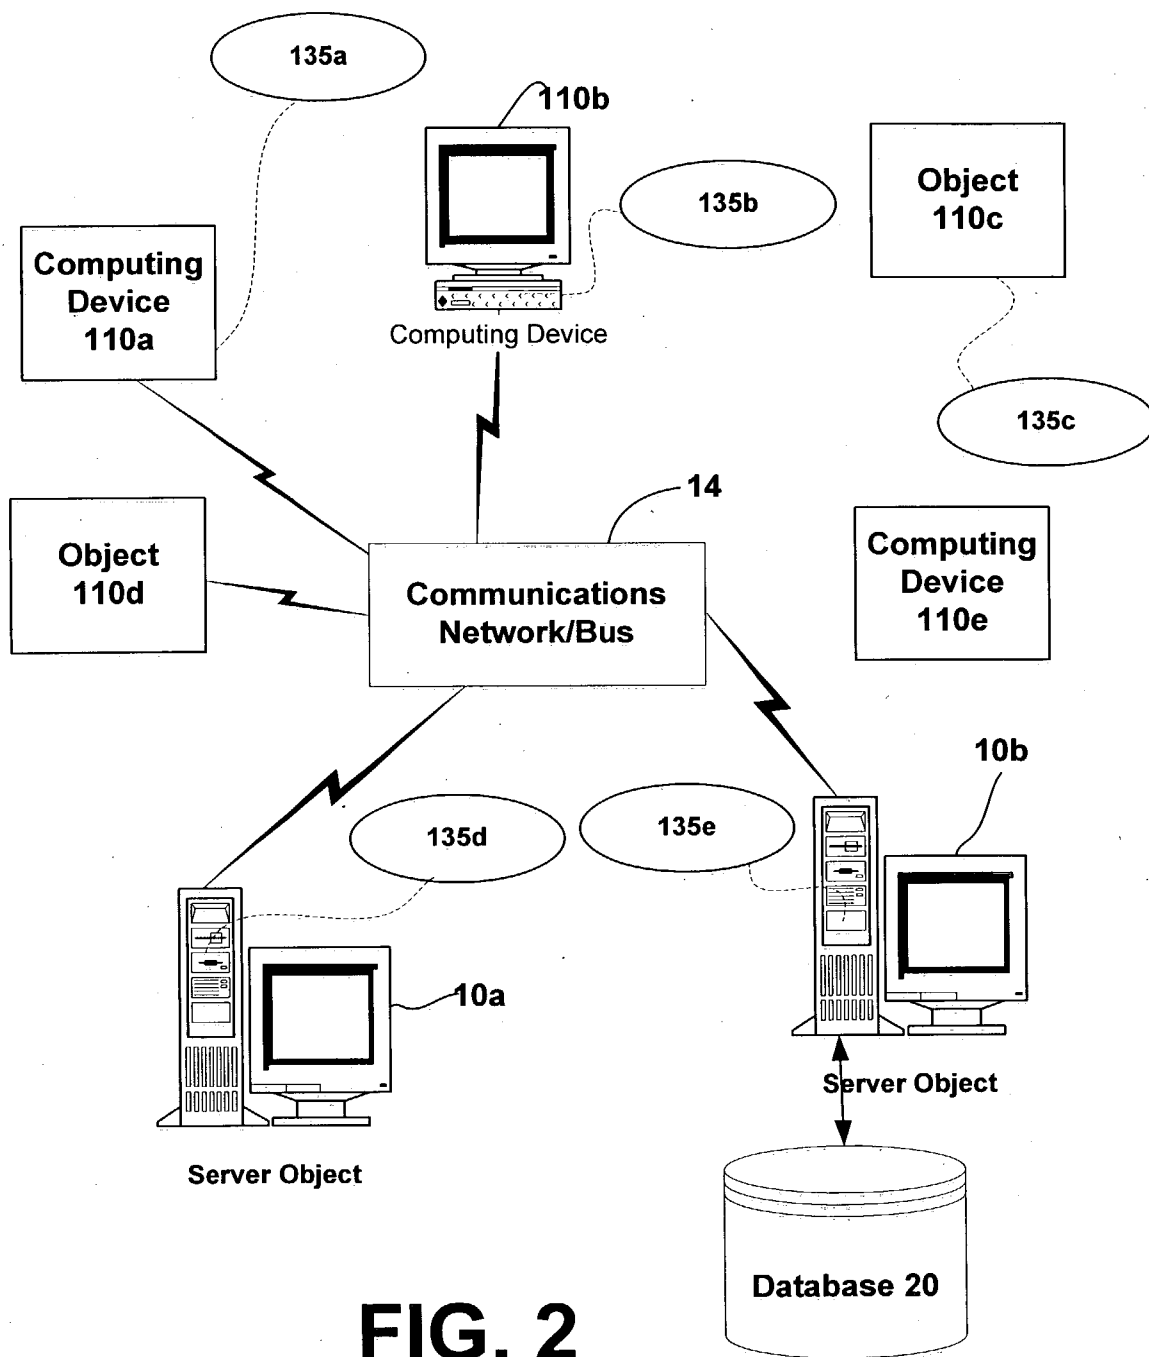 135a
110b
135b
Object
110c
Computing
Device
110a
Computing Device
135c
14
Object
110d
Communications
Network/Bus
Computing
Device
110e
10b
135d
135e
10a
Server Object
Server Object
Database 20
FIG. 2